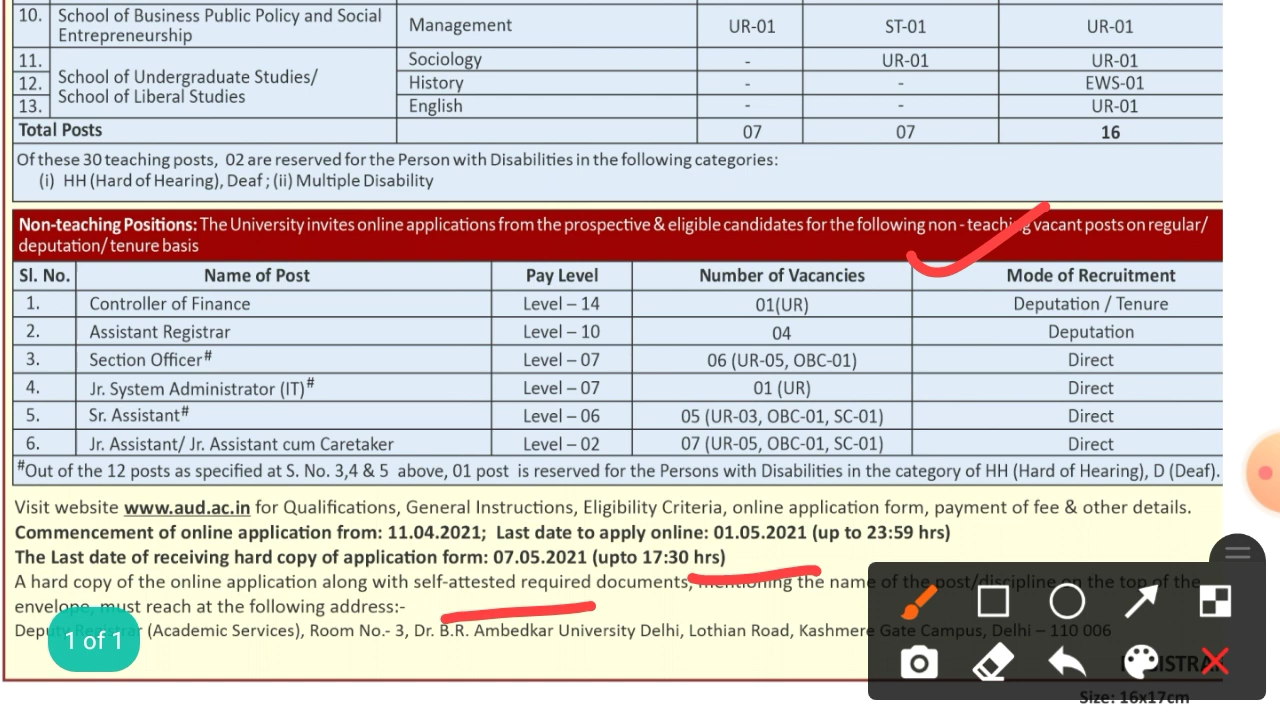 10. School of Business Public Policy and Social Entrepreneurship Management UR-01 ST-01 UR-01
11. School of Undergraduate Studies/ School of Liberal Studies Sociology - UR-01 UR-01
12. History - - EWS-01
13. English - - UR-01
Total Posts 07 07 16
Of these 30 teaching posts, 02 are reserved for the Person with Disabilities in the following categories:
(i) HH (Hard of Hearing), Deaf ; (ii) Multiple Disability
Non-teaching Positions: The University invites online applications from the prospective & eligible candidates for the following non - teaching vacant posts on regular/
deputation/ tenure basis
Sl. No. Name of Post Pay Level Number of Vacancies Mode of Recruitment
1. Controller of Finance Level – 14 01(UR) Deputation / Tenure
2. Assistant Registrar Level – 10 04 Deputation
3. Section Officer# Level – 07 06 (UR-05, OBC-01) Direct
4. Jr. System Administrator (IT)# Level – 07 01 (UR) Direct
5. Sr. Assistant# Level – 06 05 (UR-03, OBC-01, SC-01) Direct
6. Jr. Assistant/ Jr. Assistant cum Caretaker Level – 02 07 (UR-05, OBC-01, SC-01) Direct
#Out of the 12 posts as specified at S. No. 3,4 & 5 above, 01 post is reserved for the Persons with Disabilities in the category of HH (Hard of Hearing), D (Deaf).
Visit website www.aud.ac.in for Qualifications, General Instructions, Eligibility Criteria, online application form, payment of fee & other details.
Commencement of online application from: 11.04.2021; Last date to apply online: 01.05.2021 (up to 23:59 hrs)
The Last date of receiving hard copy of application form: 07.05.2021 (upto 17:30 hrs)
A hard copy of the online application along with self-attested required documents, mentioning the name of the post/discipline on the top of the
envelope, must reach at the following address:-
Deputy Registrar (Academic Services), Room No.- 3, Dr. B.R. Ambedkar University Delhi, Lothian Road, Kashmere Gate Campus, Delhi – 110 006
1 of 1
Size: 16x17cm